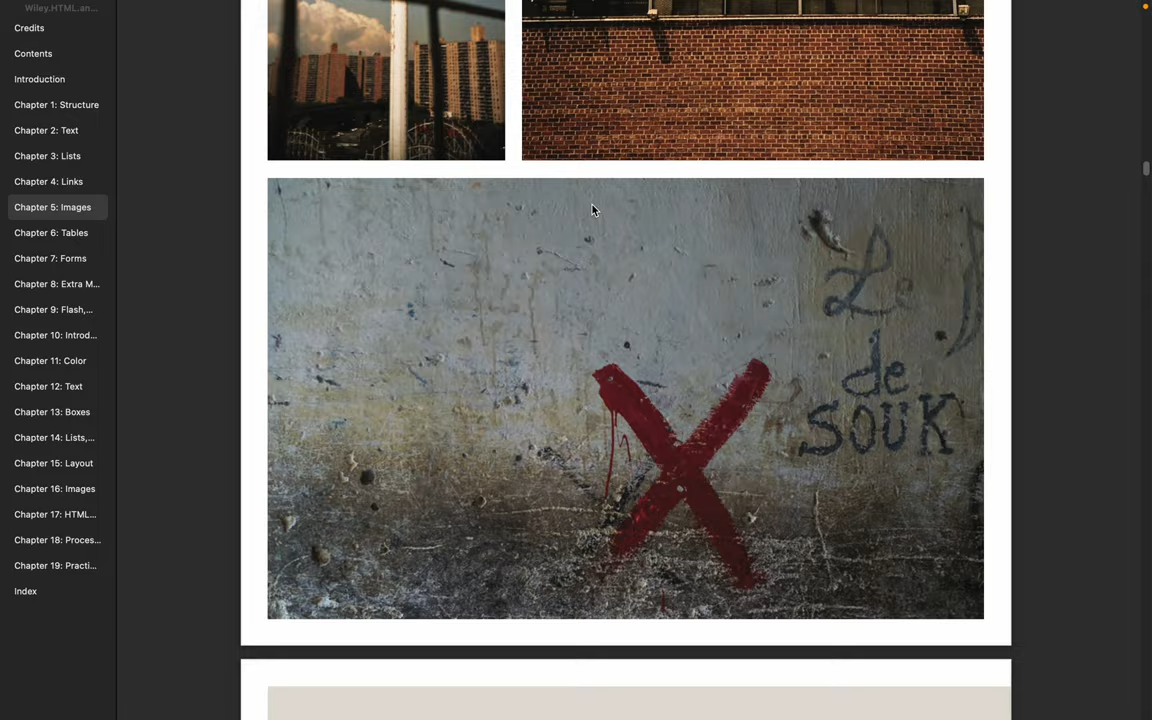 Wiley.HTML.an...
Credits
Contents
Introduction
Chapter 1: Structure
Chapter 2: Text
Chapter 3: Lists
Chapter 4: Links
Chapter 5: Images
Chapter 6: Tables
Chapter 7: Forms
Chapter 8: Extra M...
Chapter 9: Flash,...
Chapter 10: Introd...
Chapter 11: Color
Chapter 12: Text
Chapter 13: Boxes
Chapter 14: Lists,...
Chapter 15: Layout
Chapter 16: Images
Chapter 17: HTML...
Chapter 18: Proces...
Chapter 19: Practi...
Index
Le
de
SOUK
X